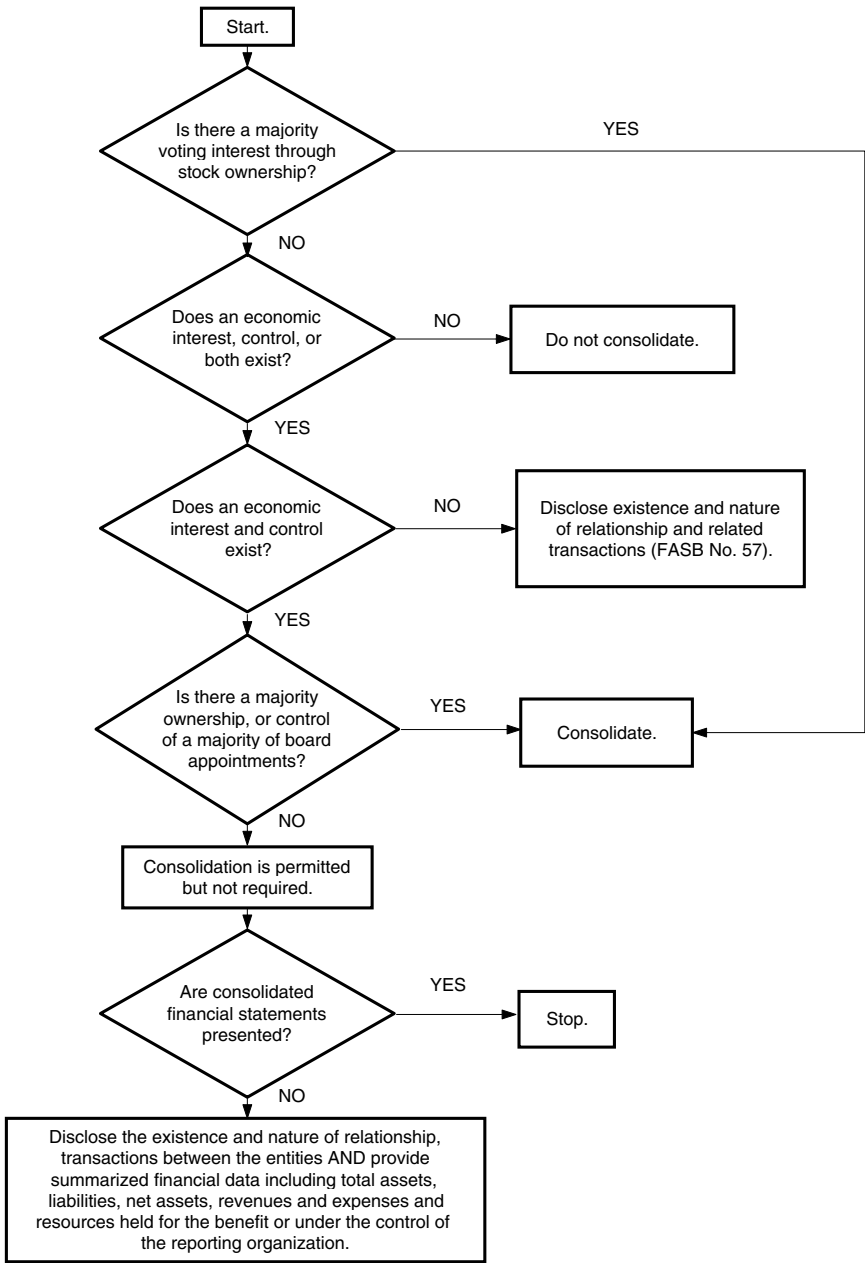 Start.
Is there a majority
voting interest through
stock ownership?
YES
NO
Does an economic
interest, control, or
both exist?
NO
Do not consolidate.
YES
Does an economic
interest and control
exist?
NO
Disclose existence and nature
of relationship and related
transactions (FASB No. 57).
YES
Is there a majority
ownership, or control
of a majority of board
appointments?
YES
Consolidate.
NO
Consolidation is permitted
but not required.
Are consolidated
financial statements
presented?
YES
Stop.
NO
Disclose the existence and nature of relationship,
transactions between the entities AND provide
summarized financial data including total assets,
liabilities, net assets, revenues and expenses and
resources held for the benefit or under the control of
the reporting organization.